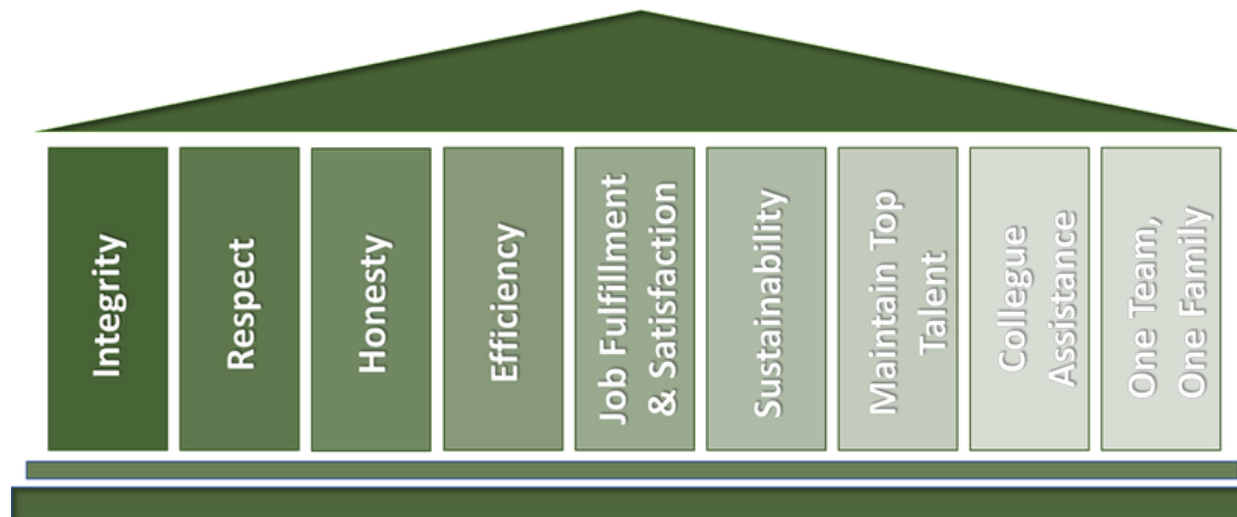 Integrity
Respect
Honesty
Efficiency
Job Fulfillment
& Satisfaction
Sustainability
Maintain Top
Talent
Collegue
Assistance
One Team,
One Family